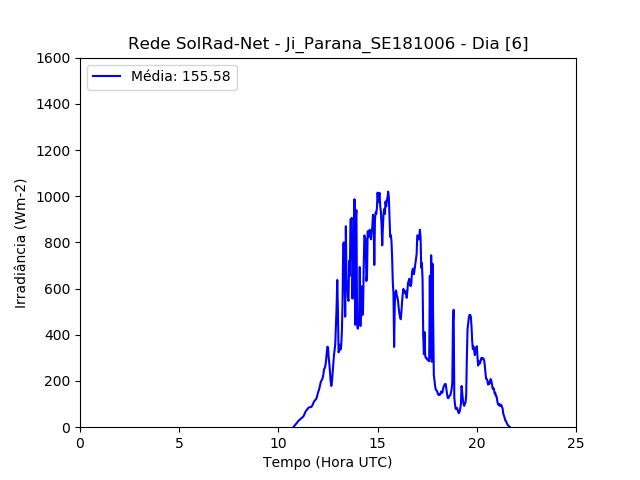 Rede SolRad-Net - Ji_Parana_SE181006 - Dia [6]
Média: 155.58
Irradiância (Wm-2)
1600
1400
1200
1000
800
600
400
200
0
0 5 10 15 20 25
Tempo (Hora UTC)